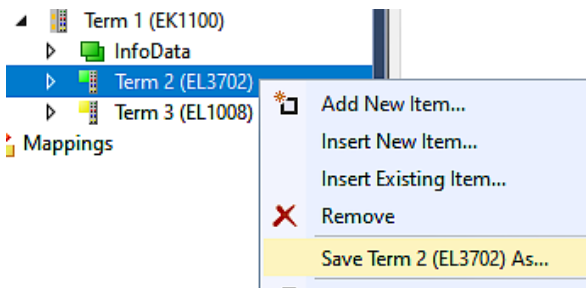 Term 1 (EK1100)
InfoData
Term 2 (EL3702)
Term 3 (EL1008)
Mappings
Add New Item...
Insert New Item...
Insert Existing Item...
Remove
Save Term 2 (EL3702) As...